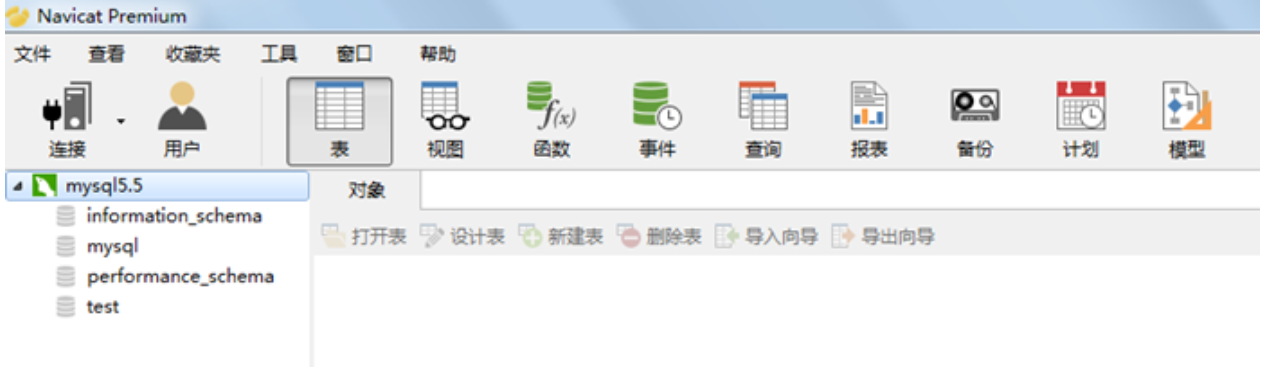 Navicat Premium
文件 查看 收藏夹 工具 窗口 帮助
f(x)
连接 用户 表 视图 函数 事件 查询 报表 备份 计划 模型
mysql5.5 对象
information_schema
打开表 设计表 新建表 删除表 导入向导 导出向导
mysql
performance_schema
test